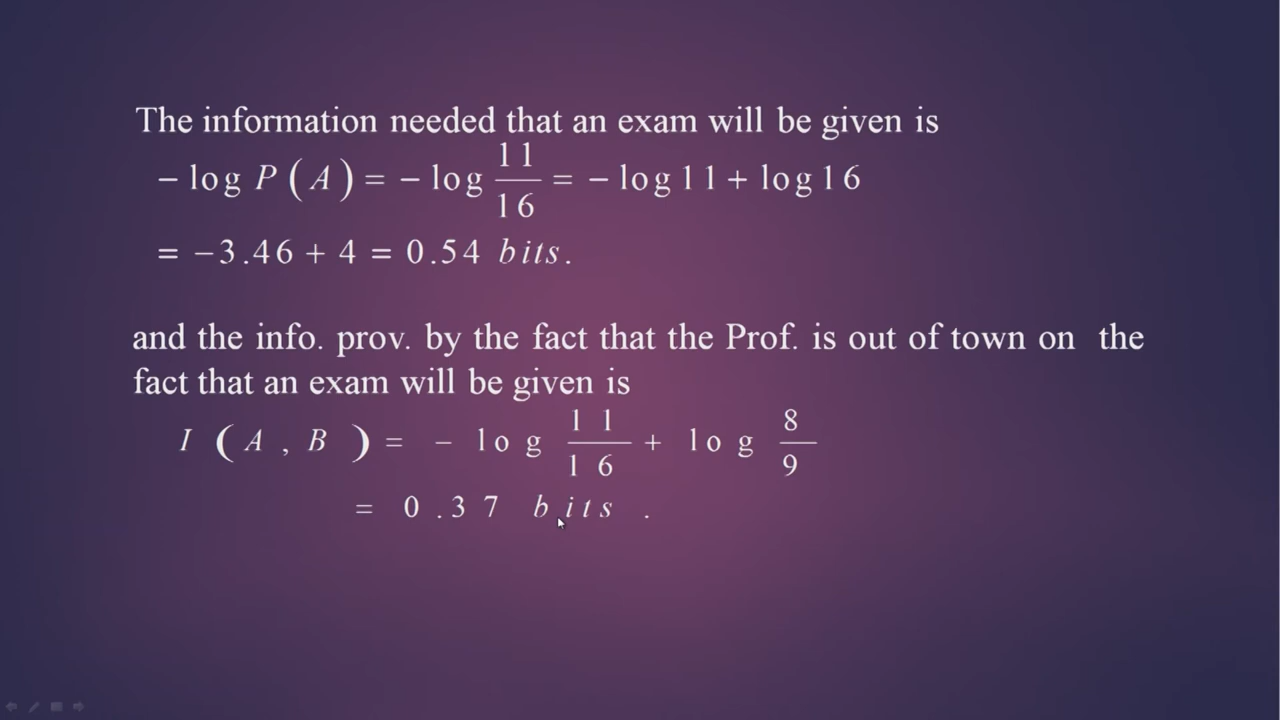 The information needed that an exam will be given is
− log P(A) = − log 11/16 = − log 11 + log 16
= −3.46 + 4 = 0.54 bits.
and the info. prov. by the fact that the Prof. is out of town on the
fact that an exam will be given is
I (A , B) = − log 11/16 + log 8/9
= 0.37 bits .